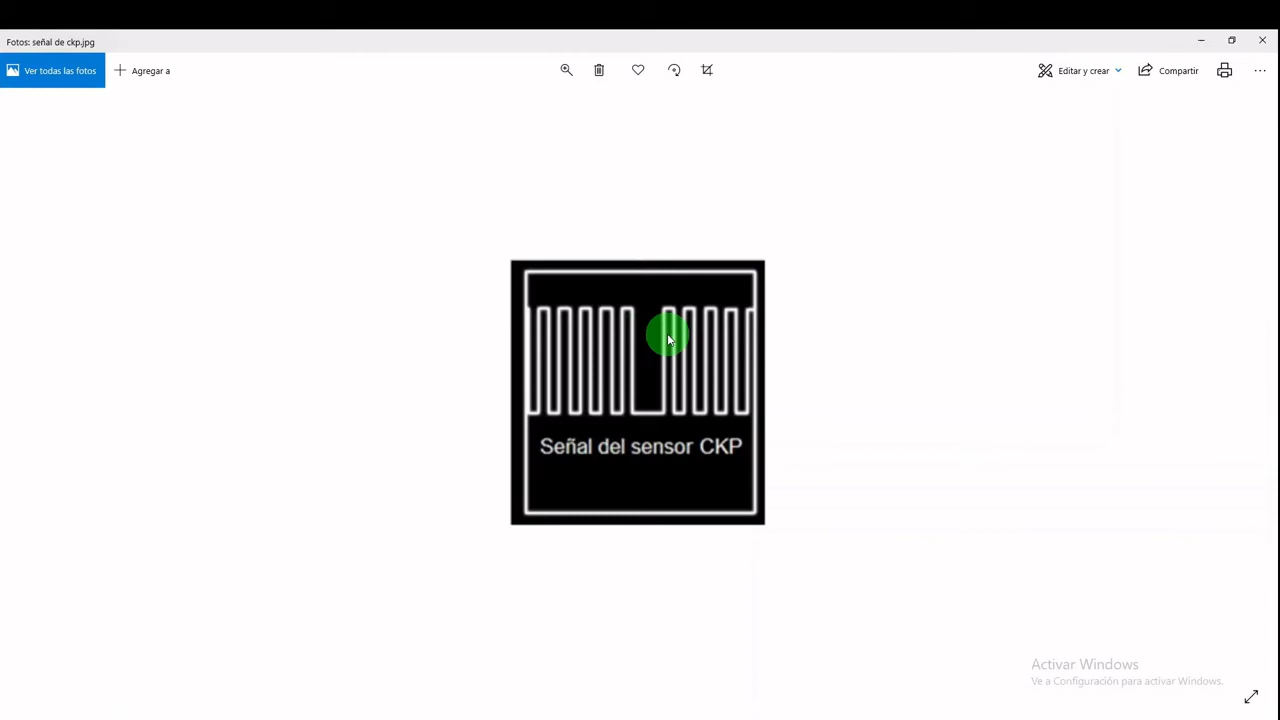 Fotos: señal de ckp.jpg
Ver todas las fotos
Agregar a
Editar y crear
Compartir
Señal del sensor CKP
Activar Windows
Ve a Configuración para activar Windows.